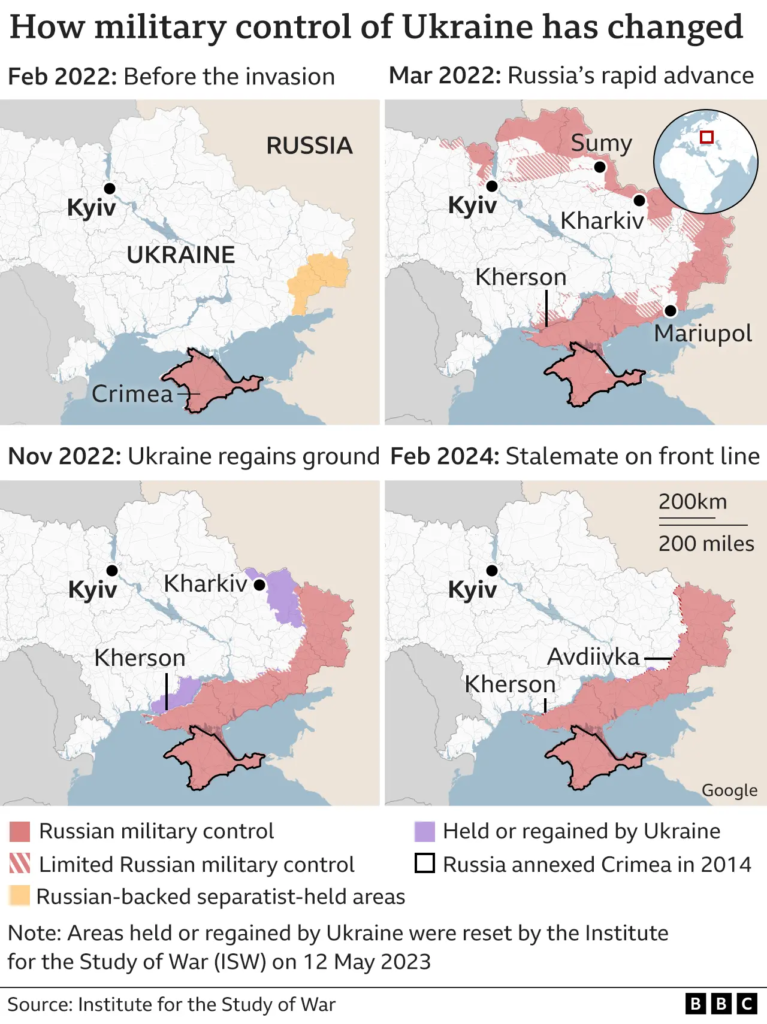 How military control of Ukraine has changed
Feb 2022: Before the invasion
RUSSIA
Kyiv
UKRAINE
Crimea
Mar 2022: Russia's rapid advance
Sumy
Kyiv
Kharkiv
Kherson
Mariupol
Nov 2022: Ukraine regains ground
Kyiv
Kharkiv
Kherson
Feb 2024: Stalemate on front line
200km
200 miles
Kyiv
Avdiivka
Kherson
Google
Russian military control
Held or regained by Ukraine
Limited Russian military control
Russia annexed Crimea in 2014
Russian-backed separatist-held areas
Note: Areas held or regained by Ukraine were reset by the Institute
for the Study of War (ISW) on 12 May 2023
Source: Institute for the Study of War
BBC